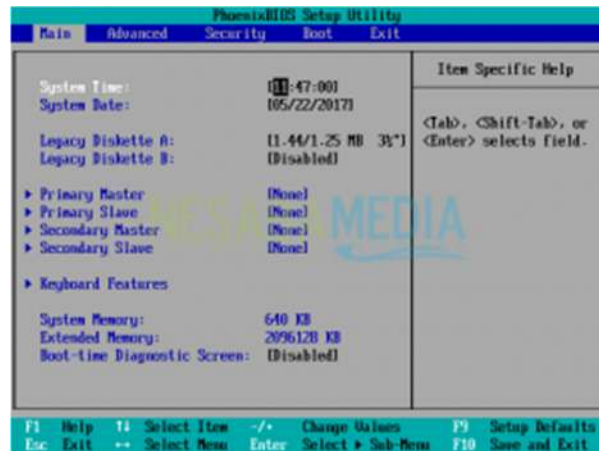 PhoenixBIOS Setup Utility
Main Advanced Security Boot Exit
Item Specific Help
System Time: [11:47:00]
System Date: [05/22/2017]
<Tab>, <Shift-Tab>, or
<Enter> selects field.
Legacy Diskette A: [1.44/1.25 MB 3½"]
Legacy Diskette B: [Disabled]
▶ Primary Master [None]
▶ Primary Slave [None]
▶ Secondary Master [None]
▶ Secondary Slave [None]
NESABAMEDIA
▶ Keyboard Features
System Memory: 640 KB
Extended Memory: 2096128 KB
Boot-time Diagnostic Screen: [Disabled]
F1 Help ↑↓ Select Item -/+ Change Values F9 Setup Defaults
Esc Exit ↔ Select Menu Enter Select ▶ Sub-Menu F10 Save and Exit